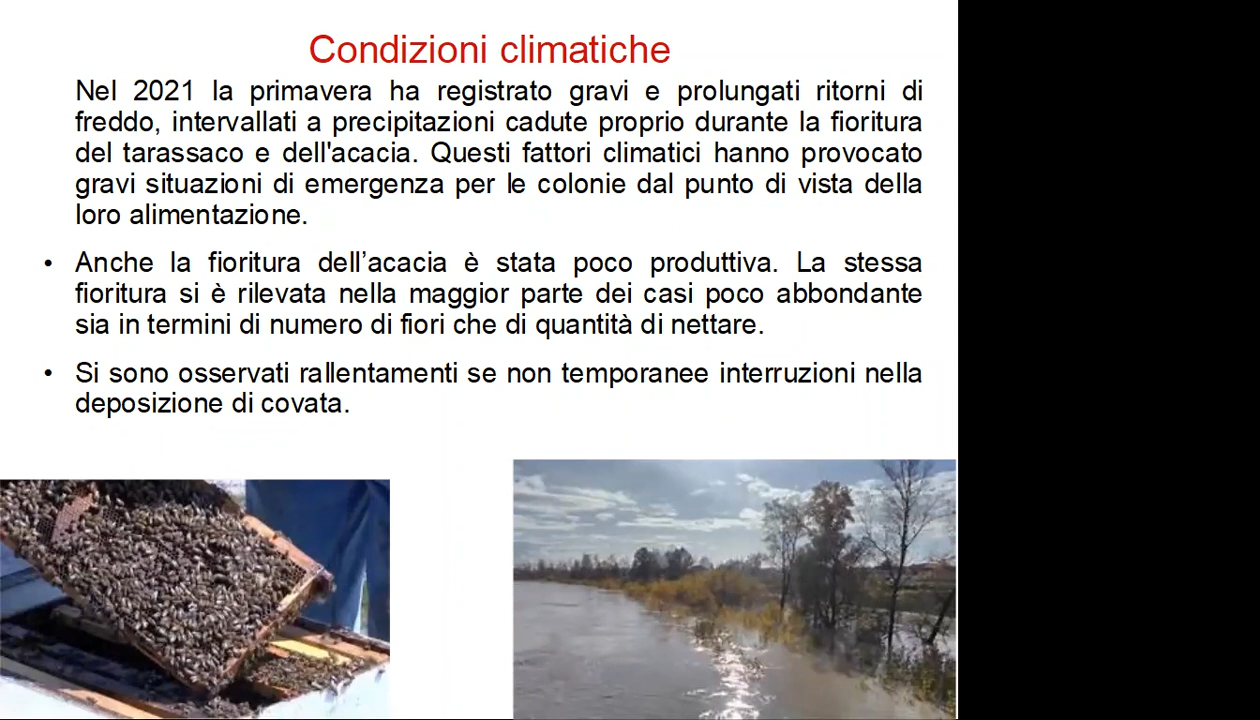 Condizioni climatiche
Nel 2021 la primavera ha registrato gravi e prolungati ritorni di
freddo, intervallati a precipitazioni cadute proprio durante la fioritura
del tarassaco e dell'acacia. Questi fattori climatici hanno provocato
gravi situazioni di emergenza per le colonie dal punto di vista della
loro alimentazione.
• Anche la fioritura dell’acacia è stata poco produttiva. La stessa
fioritura si è rilevata nella maggior parte dei casi poco abbondante
sia in termini di numero di fiori che di quantità di nettare.
• Si sono osservati rallentamenti se non temporanee interruzioni nella
deposizione di covata.